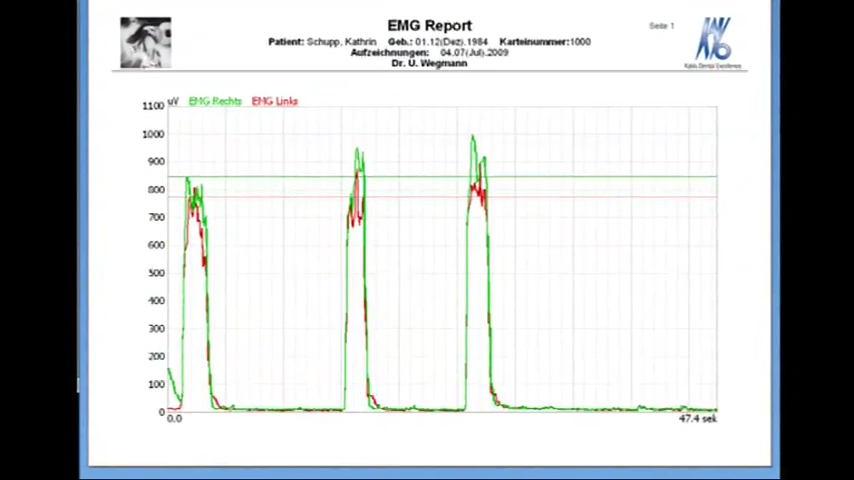 EMG Report
Seite 1
Patient: Schupp, Kathrin Geb.: 01.12(Dez).1984 Karteinummer:1000
Aufzeichnungen: 04.07(Jul).2009
Dr. U. Wegmann
1100 uV EMG Rechts EMG Links
1000
900
800
700
600
500
400
300
200
100
0
0.0 47.4 sek